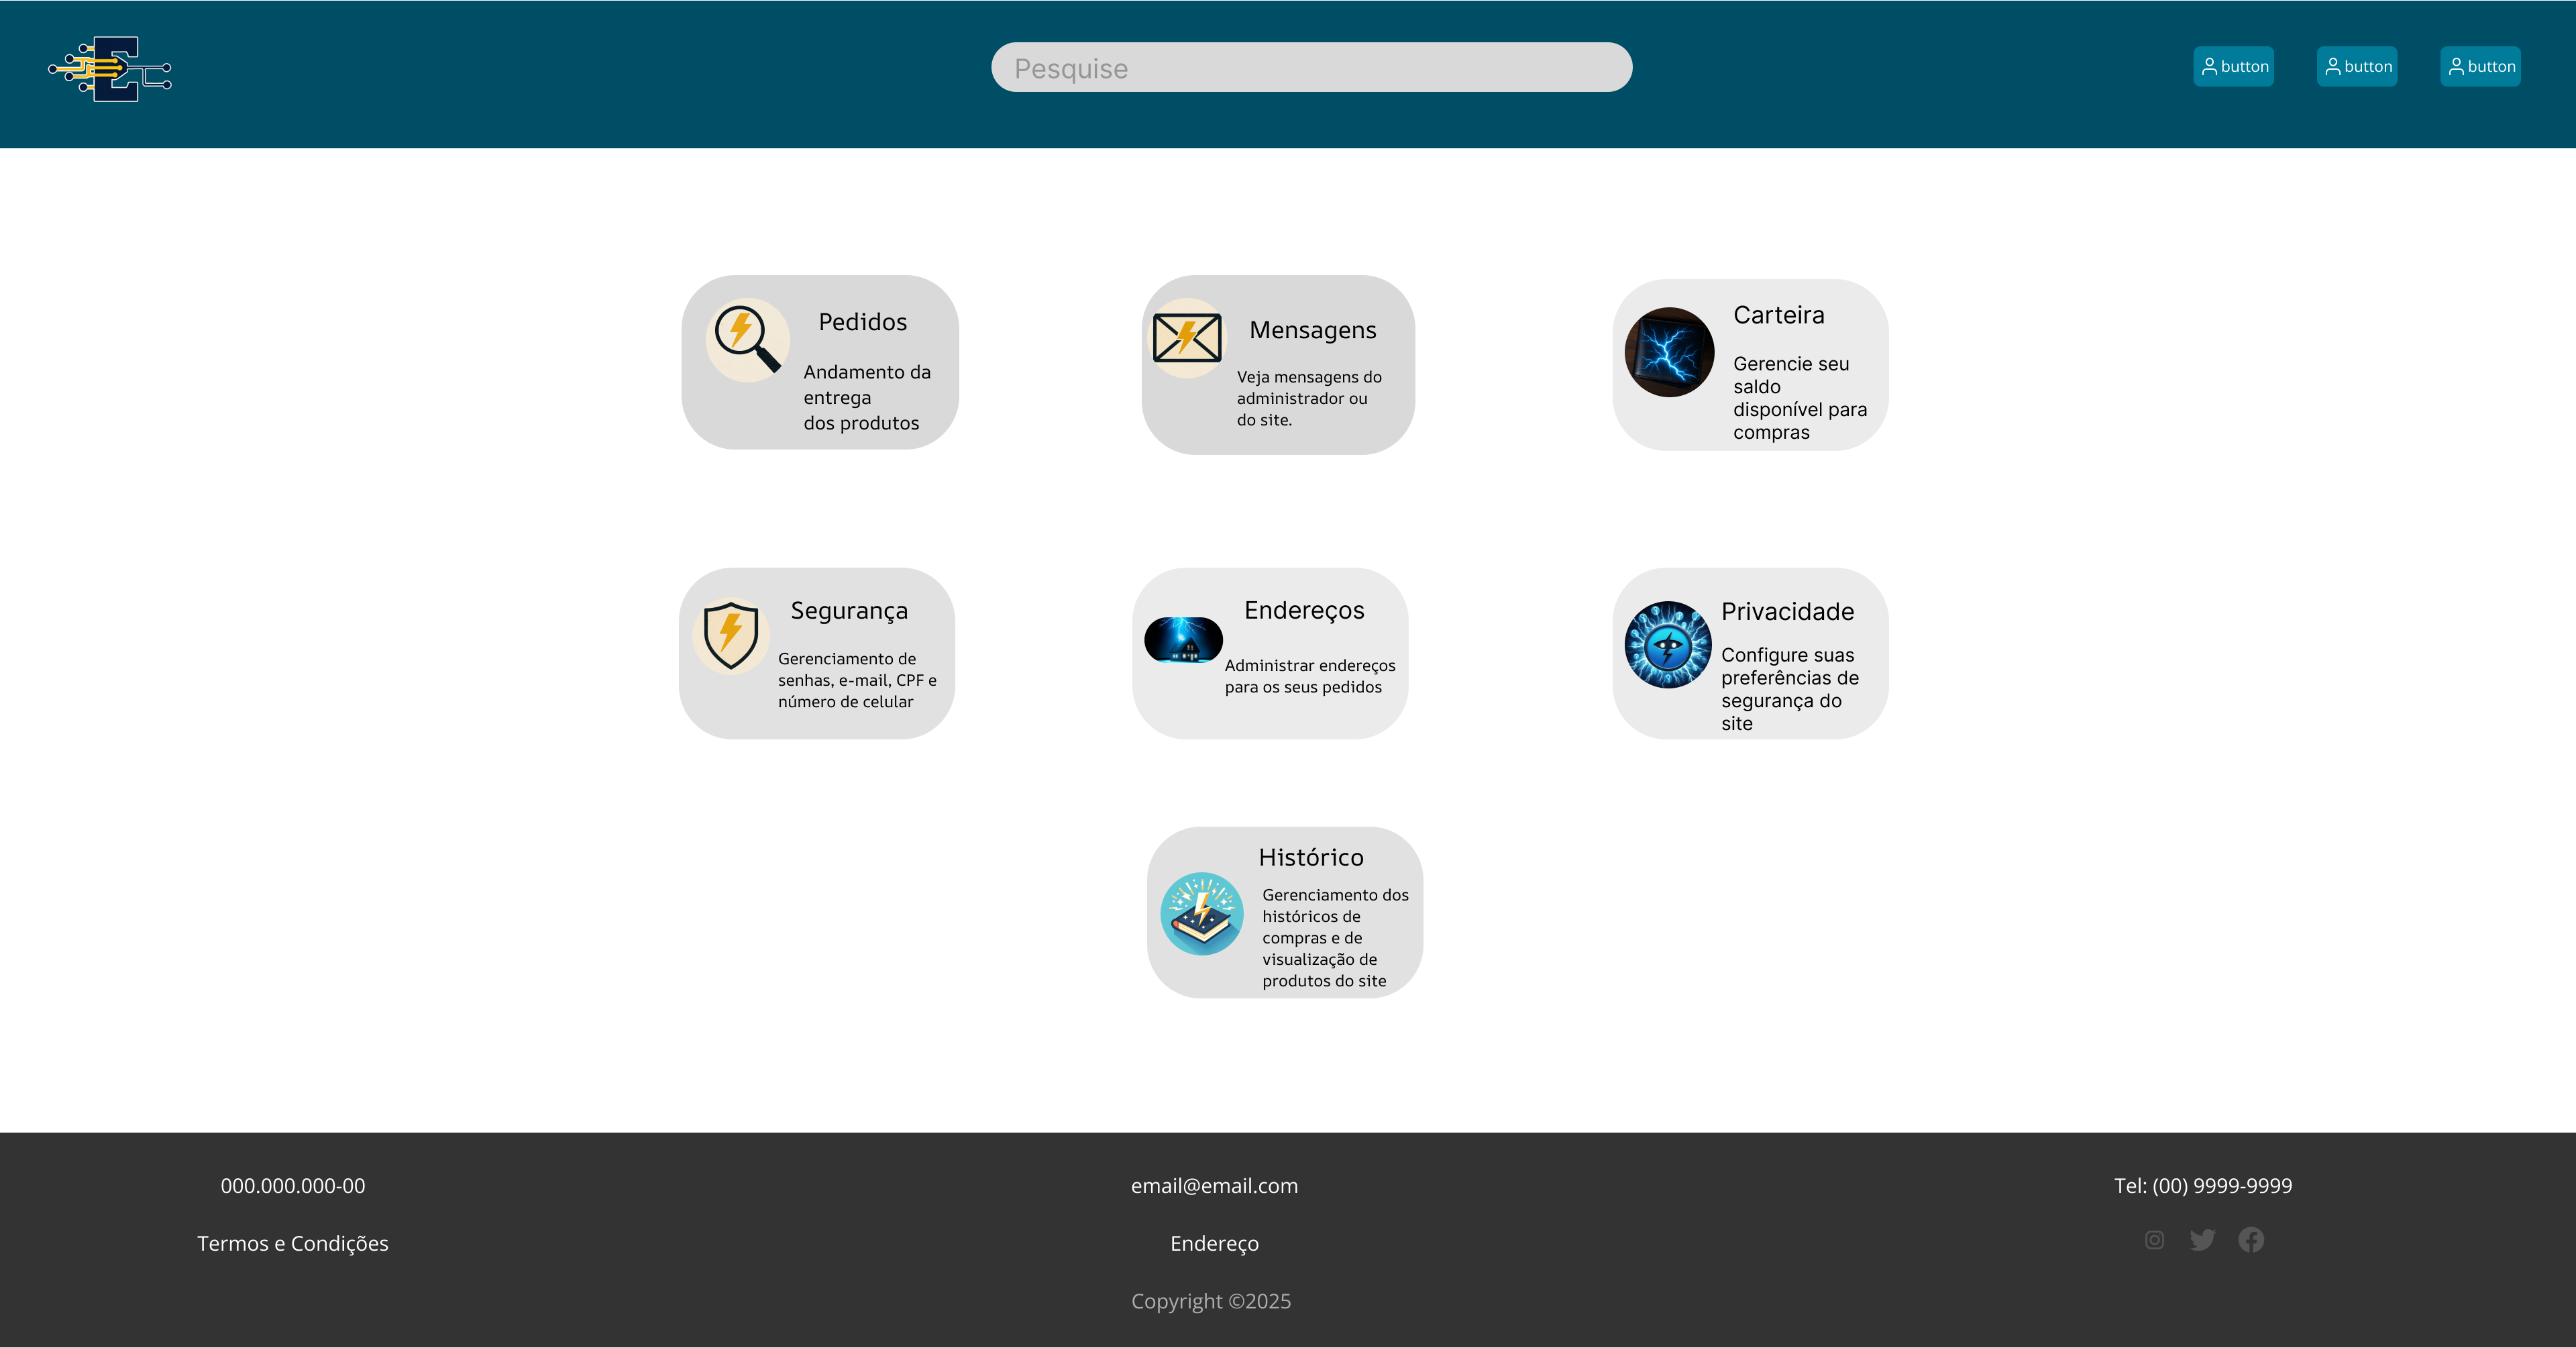 Pesquise
button
button
button
Pedidos
Andamento da
entrega
dos produtos
Mensagens
Veja mensagens do
administrador ou
do site.
Carteira
Gerencie seu
saldo
disponível para
compras
Segurança
Gerenciamento de
senhas, e-mail, CPF e
número de celular
Endereços
Administrar endereços
para os seus pedidos
Privacidade
Configure suas
preferências de
segurança do
site
Histórico
Gerenciamento dos
históricos de
compras e de
visualização de
produtos do site
000.000.000-00
email@email.com
Tel: (00) 9999-9999
Termos e Condições
Endereço
Copyright ©2025